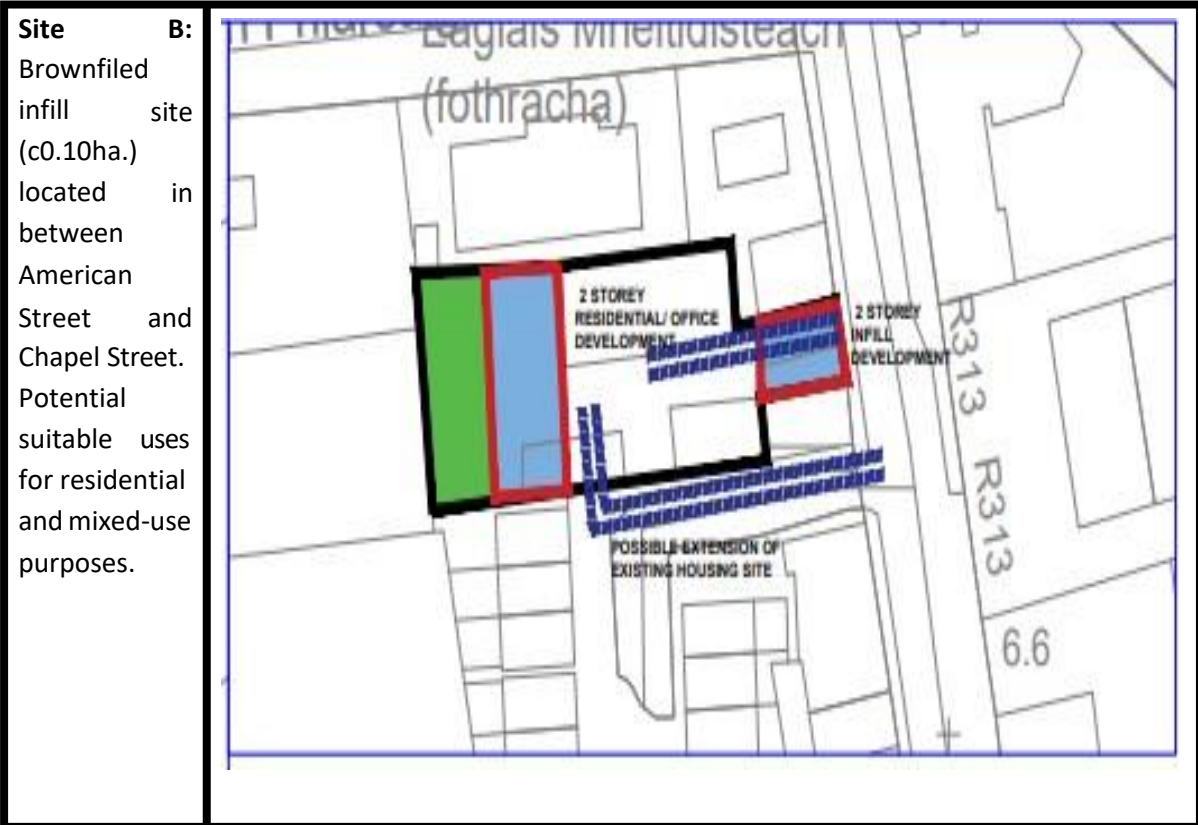 Site B:
Brownfiled
infill site
(c0.10ha.)
located in
between
American
Street and
Chapel Street.
Potential
suitable uses
for residential
and mixed-use
purposes.
Eaglais Mheitidisteach
(fothracha)
2 STOREY
RESIDENTIAL/ OFFICE
DEVELOPMENT
2 STOREY
INFILL
DEVELOPMENT
R313 R313
POSSIBLE EXTENSION OF
EXISTING HOUSING SITE
6.6